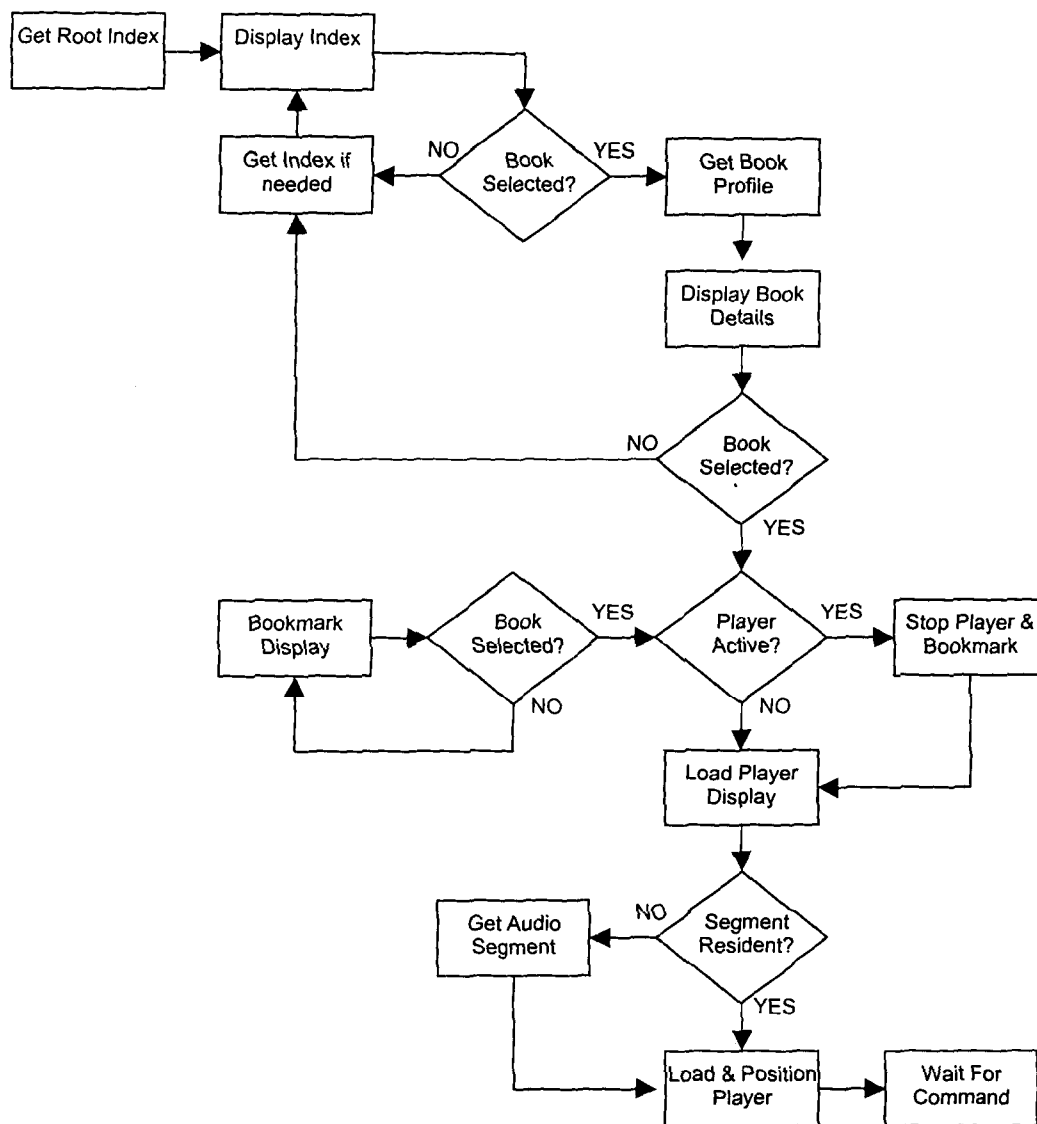 Get Root Index
Display Index
NO
Book
Selected?
YES
Get Index if
needed
Get Book
Profile
Display Book
Details
NO
Book
Selected?
YES
Bookmark
Display
Book
Selected?
YES
NO
Player
Active?
YES
NO
Stop Player &
Bookmark
Load Player
Display
Get Audio
Segment
NO
Segment
Resident?
YES
Load & Position
Player
Wait For
Command